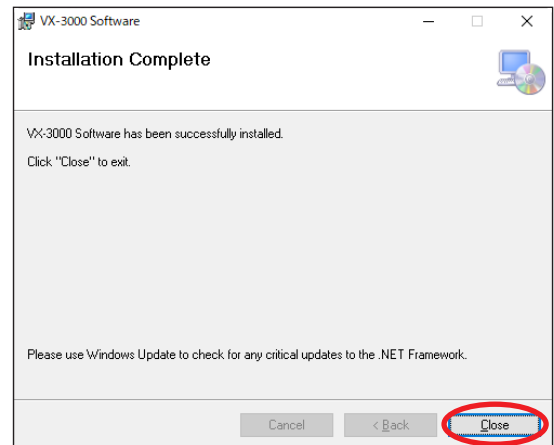 VX-3000 Software
Installation Complete
VX-3000 Software has been successfully installed.
Click "Close" to exit.
Please use Windows Update to check for any critical updates to the .NET Framework.
Cancel
< Back
Close